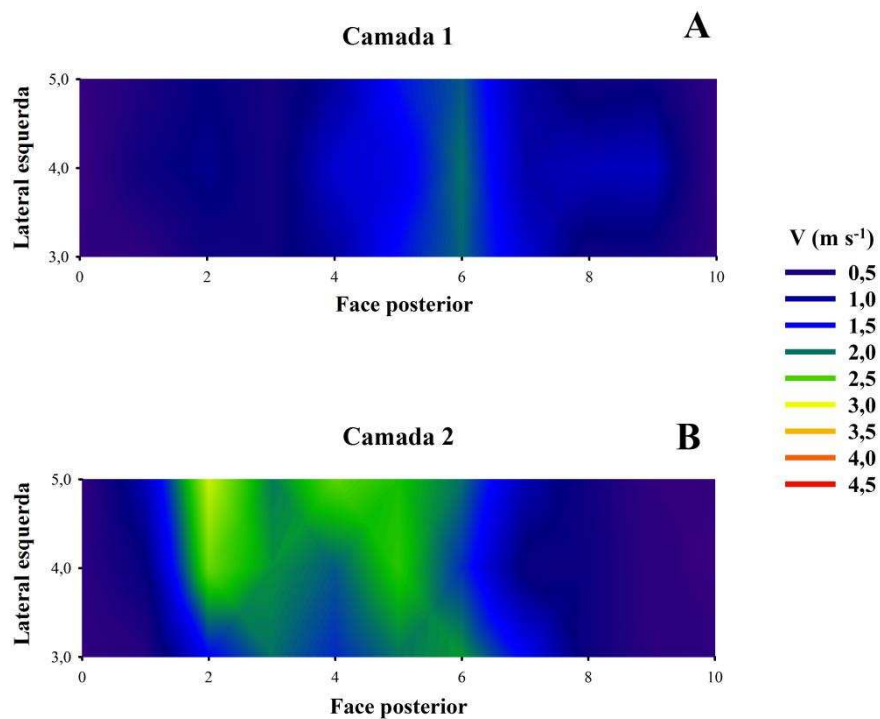 A
Camada 1
5,0
4,0
3,0
Lateral esquerda
0 2 4 6 8 10
Face posterior
V (m s-1)
0,5
1,0
1,5
2,0
2,5
3,0
3,5
4,0
4,5
B
Camada 2
5,0
4,0
3,0
Lateral esquerda
0 2 4 6 8 10
Face posterior